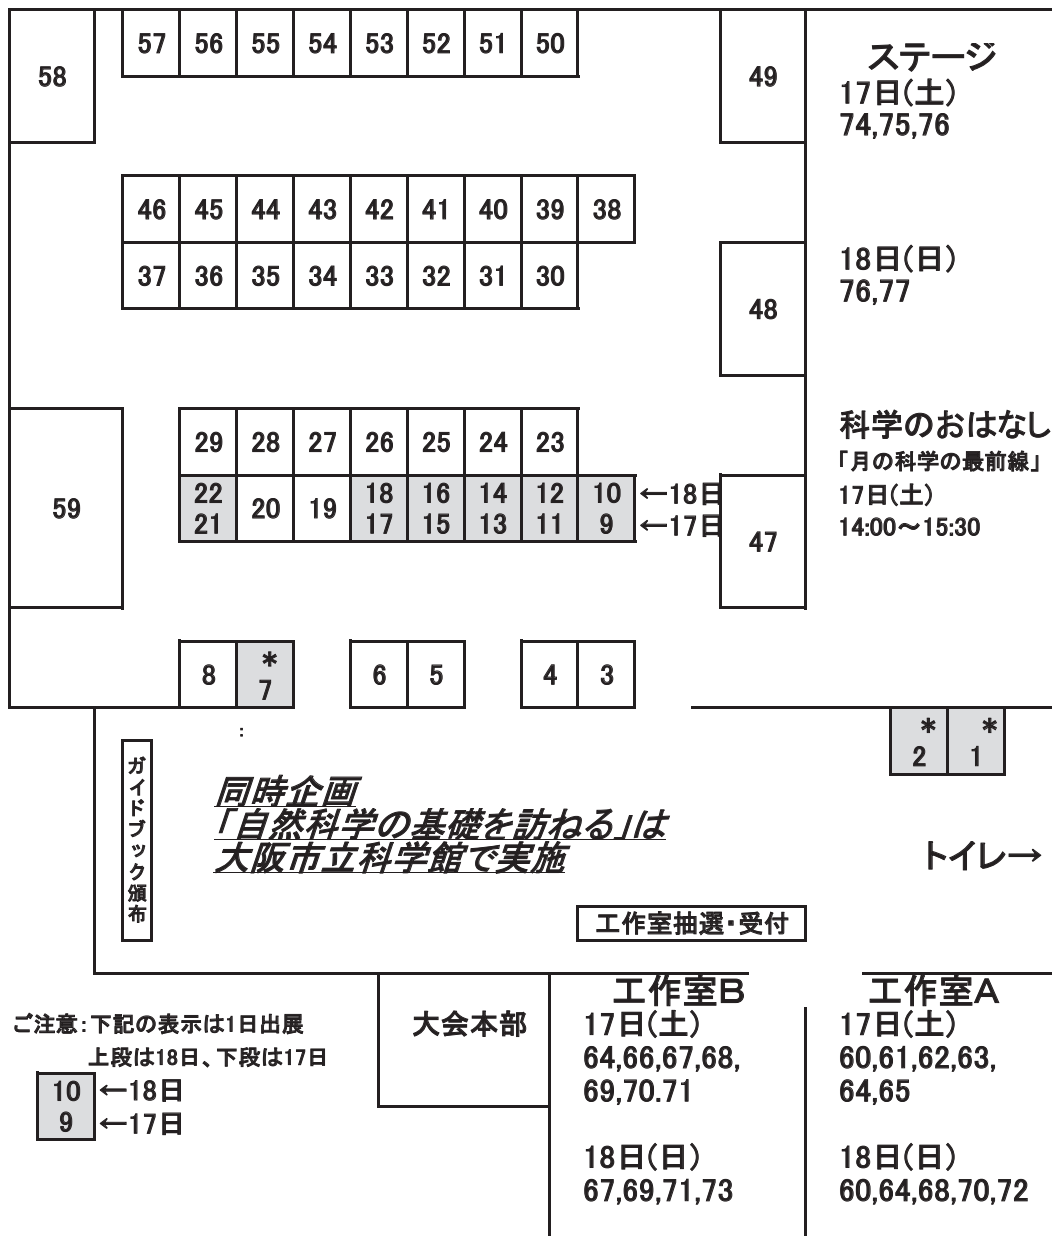 57 56 55 54 53 52 51 50
58
49
ステージ
17日(土)
74,75,76
46 45 44 43 42 41 40 39 38
37 36 35 34 33 32 31 30
18日(日)
76,77
48
29 28 27 26 25 24 23
22 20 19 18 16 14 12 10 ←18日
21 17 15 13 11 9 ←17日
59
47
科学のおはなし
「月の科学の最前線」
17日(土)
14:00～15:30
8 * 7 6 5 4 3
* 2 * 1
:
ガイドブック頒布
同時企画
「自然科学の基礎を訪ねる」は
大阪市立科学館で実施
トイレ→
工作室抽選・受付
ご注意：下記の表示は1日出展
上段は18日、下段は17日
10 ←18日
9 ←17日
大会本部
工作室B
17日(土)
64,66,67,68,
69,70.71
18日(日)
67,69,71,73
工作室A
17日(土)
60,61,62,63,
64,65
18日(日)
60,64,68,70,72